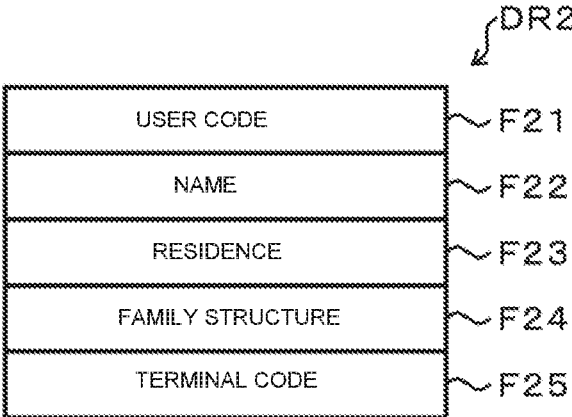 DR2
USER CODE F21
NAME F22
RESIDENCE F23
FAMILY STRUCTURE F24
TERMINAL CODE F25